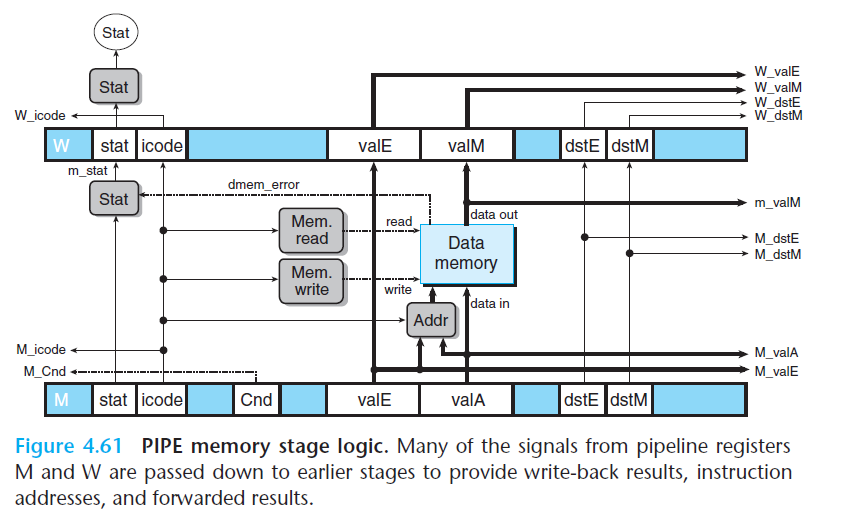 Stat
Stat
W_valE
W_valM
W_dstE
W_dstM
W_icode
W stat icode valE valM dstE dstM
m_stat
Stat
dmem_error
Mem.
read
read
data out
m_valM
Data
memory
M_dstE
M_dstM
Mem.
write
write
data in
Addr
M_icode
M_valA
M_Cnd
M_valE
M stat icode Cnd valE valA dstE dstM
Figure 4.61 PIPE memory stage logic. Many of the signals from pipeline registers
M and W are passed down to earlier stages to provide write-back results, instruction
addresses, and forwarded results.